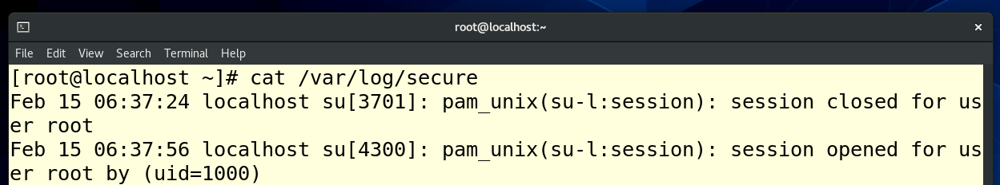 root@localhost:~
File Edit View Search Terminal Help
[root@localhost ~]# cat /var/log/secure
Feb 15 06:37:24 localhost su[3701]: pam_unix(su-l:session): session closed for us
er root
Feb 15 06:37:56 localhost su[4300]: pam_unix(su-l:session): session opened for us
er root by (uid=1000)